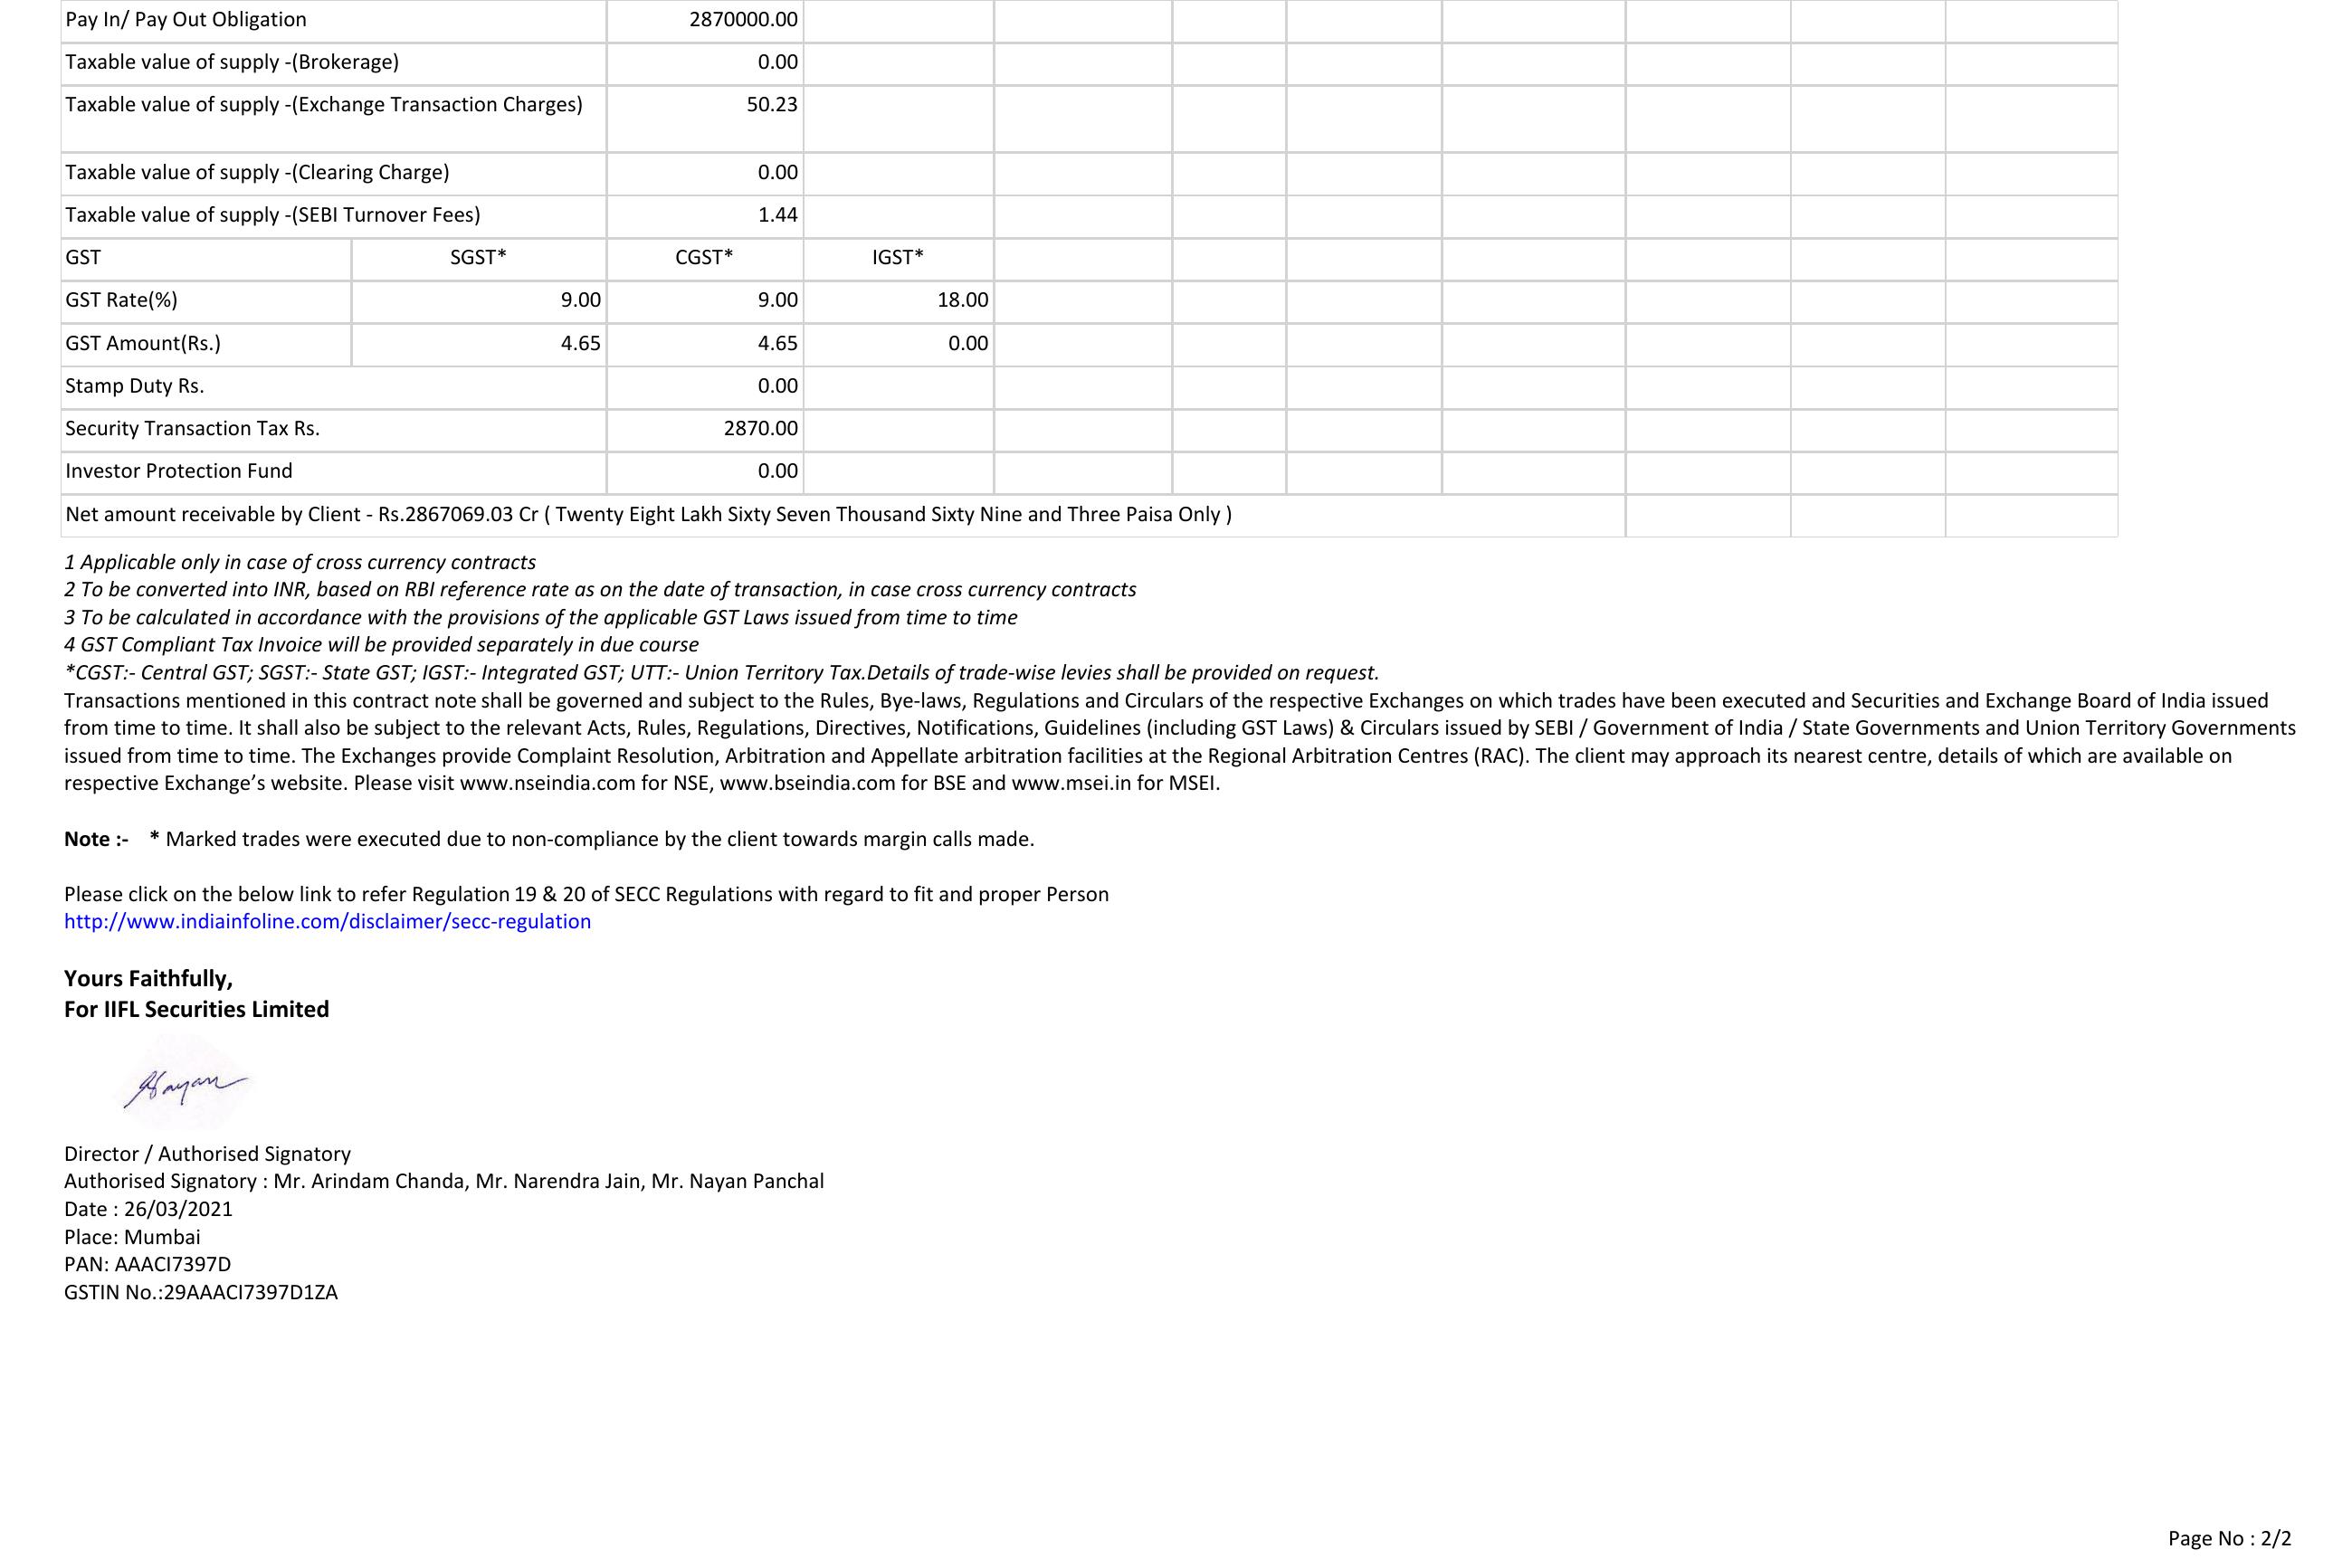 Pay In/ Pay Out Obligation 2870000.00
Taxable value of supply -(Brokerage) 0.00
Taxable value of supply -(Exchange Transaction Charges) 50.23
Taxable value of supply -(Clearing Charge) 0.00
Taxable value of supply -(SEBI Turnover Fees) 1.44
GST SGST* CGST* IGST*
GST Rate(%) 9.00 9.00 18.00
GST Amount(Rs.) 4.65 4.65 0.00
Stamp Duty Rs. 0.00
Security Transaction Tax Rs. 2870.00
Investor Protection Fund 0.00
Net amount receivable by Client - Rs.2867069.03 Cr ( Twenty Eight Lakh Sixty Seven Thousand Sixty Nine and Three Paisa Only )
1 Applicable only in case of cross currency contracts
2 To be converted into INR, based on RBI reference rate as on the date of transaction, in case cross currency contracts
3 To be calculated in accordance with the provisions of the applicable GST Laws issued from time to time
4 GST Compliant Tax Invoice will be provided separately in due course
*CGST:- Central GST; SGST:- State GST; IGST:- Integrated GST; UTT:- Union Territory Tax.Details of trade-wise levies shall be provided on request.
Transactions mentioned in this contract note shall be governed and subject to the Rules, Bye-laws, Regulations and Circulars of the respective Exchanges on which trades have been executed and Securities and Exchange Board of India issued
from time to time. It shall also be subject to the relevant Acts, Rules, Regulations, Directives, Notifications, Guidelines (including GST Laws) & Circulars issued by SEBI / Government of India / State Governments and Union Territory Governments
issued from time to time. The Exchanges provide Complaint Resolution, Arbitration and Appellate arbitration facilities at the Regional Arbitration Centres (RAC). The client may approach its nearest centre, details of which are available on
respective Exchange’s website. Please visit www.nseindia.com for NSE, www.bseindia.com for BSE and www.msei.in for MSEI.
Note :- * Marked trades were executed due to non-compliance by the client towards margin calls made.
Please click on the below link to refer Regulation 19 & 20 of SECC Regulations with regard to fit and proper Person
http://www.indiainfoline.com/disclaimer/secc-regulation
Yours Faithfully,
For IIFL Securities Limited
Nayan
Director / Authorised Signatory
Authorised Signatory : Mr. Arindam Chanda, Mr. Narendra Jain, Mr. Nayan Panchal
Date : 26/03/2021
Place: Mumbai
PAN: AAACI7397D
GSTIN No.:29AAACI7397D1ZA
Page No : 2/2